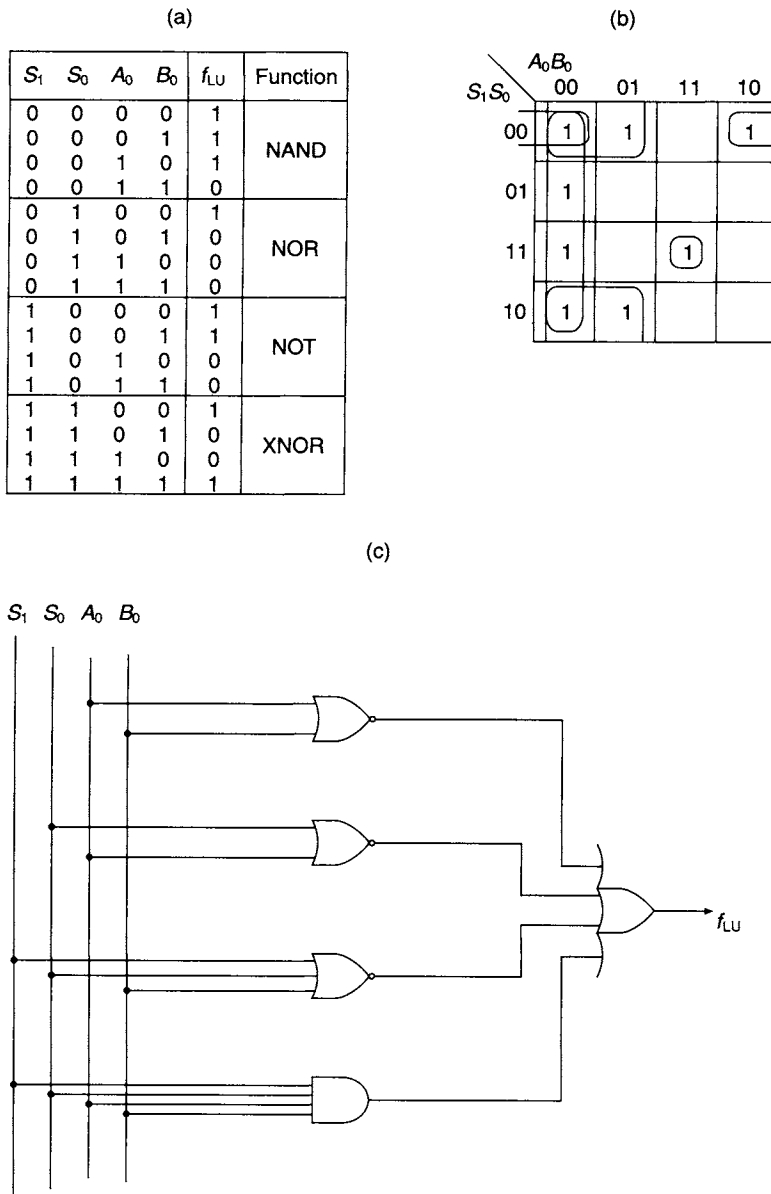 (a)
S₁ S₀ A₀ B₀ f_LU Function
0 0 0 0 1
0 0 0 1 1
0 0 1 0 1
0 0 1 1 0
NAND
0 1 0 0 1
0 1 0 1 0
0 1 1 0 0
0 1 1 1 0
NOR
1 0 0 0 1
1 0 0 1 1
1 0 1 0 0
1 0 1 1 0
NOT
1 1 0 0 1
1 1 0 1 0
1 1 1 0 0
1 1 1 1 1
XNOR
(b)
A₀B₀
S₁S₀ 00 01 11 10
00 1 1 1
01 1
11 1 1
10 1 1
(c)
S₁ S₀ A₀ B₀
f_LU